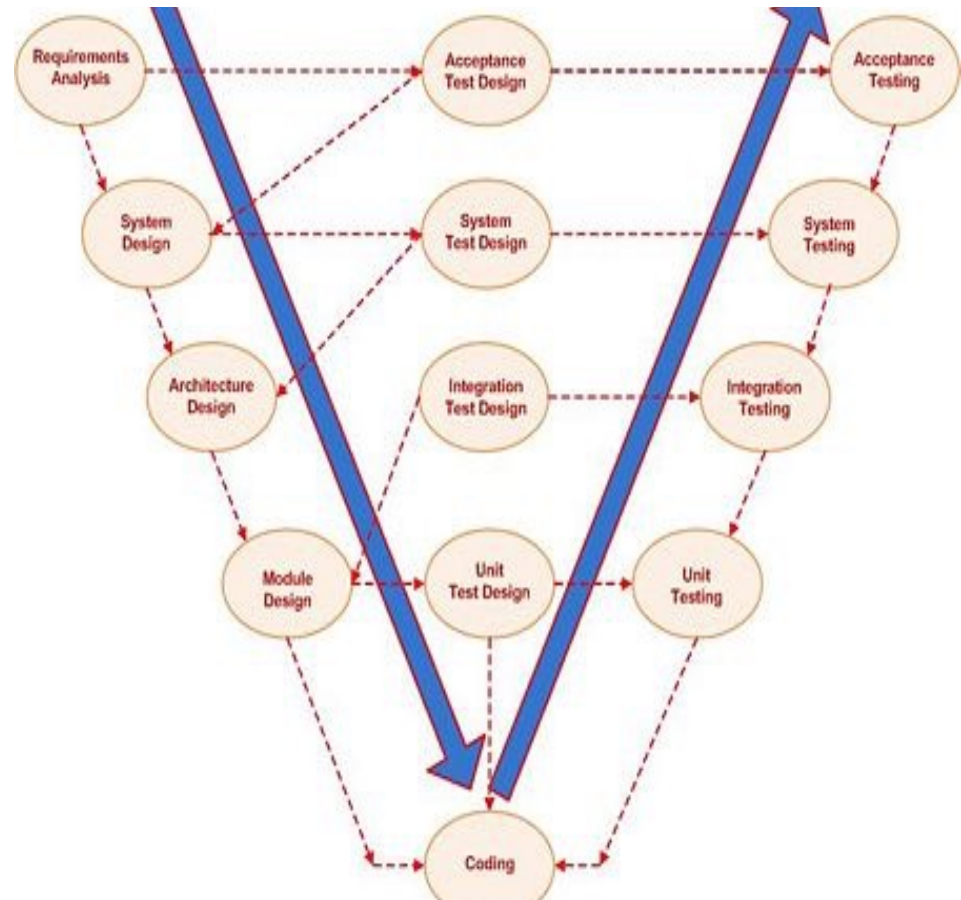 Requirements
Analysis
Acceptance
Test Design
Acceptance
Testing
System
Design
System
Test Design
System
Testing
Architecture
Design
Integration
Test Design
Integration
Testing
Module
Design
Unit
Test Design
Unit
Testing
Coding